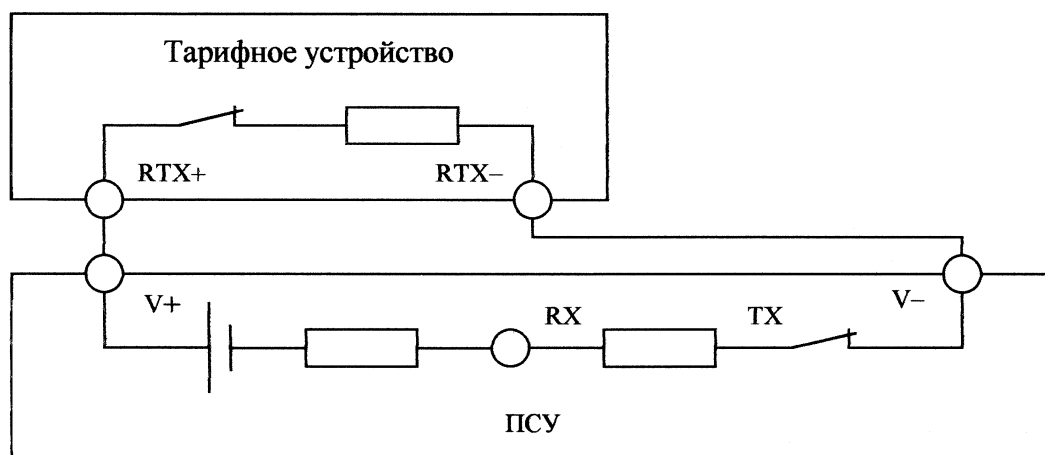 Тарифное устройство
RTX+ RTX–
V+ RX TX V–
ПСУ